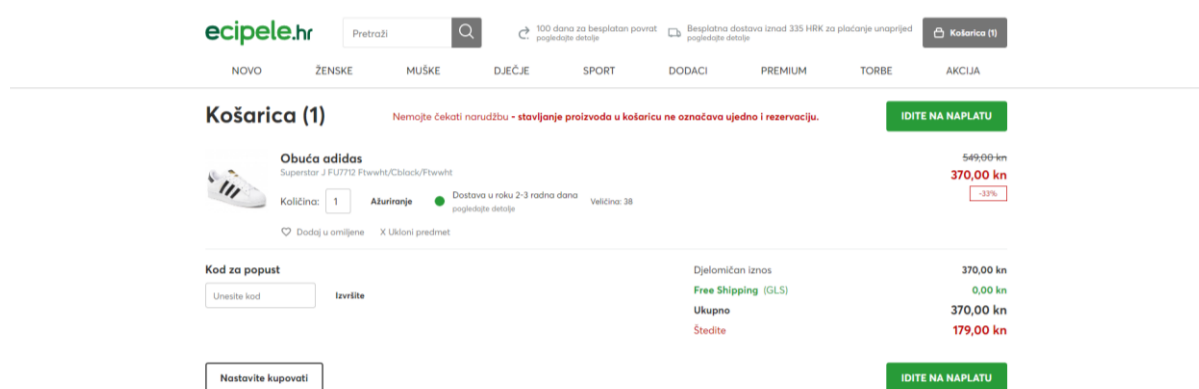 ecipele.hr
Pretraži
100 dana za besplatan povrat
pogledajte detalje
Besplatna dostava iznad 335 HRK za plaćanje unaprijed
pogledajte detalje
Košarica (1)
NOVO ŽENSKE MUŠKE DJEČJE SPORT DODACI PREMIUM TORBE AKCIJA
Košarica (1)
Nemojte čekati narudžbu - stavljanje proizvoda u košaricu ne označava ujedno i rezervaciju.
IDITE NA NAPLATU
Obuća adidas
Superstar J FU7712 Ftwwht/Cblack/Ftwwht
549,00 kn
370,00 kn
-33%
Količina: 1 Ažuriranje
Dostava u roku 2-3 radna dana
pogledajte detalje
Veličina: 38
Dodaj u omiljene X Ukloni predmet
Kod za popust
Unesite kod
Izvršite
Djelomičan iznos 370,00 kn
Free Shipping (GLS) 0,00 kn
Ukupno 370,00 kn
Štedite 179,00 kn
Nastavite kupovati
IDITE NA NAPLATU